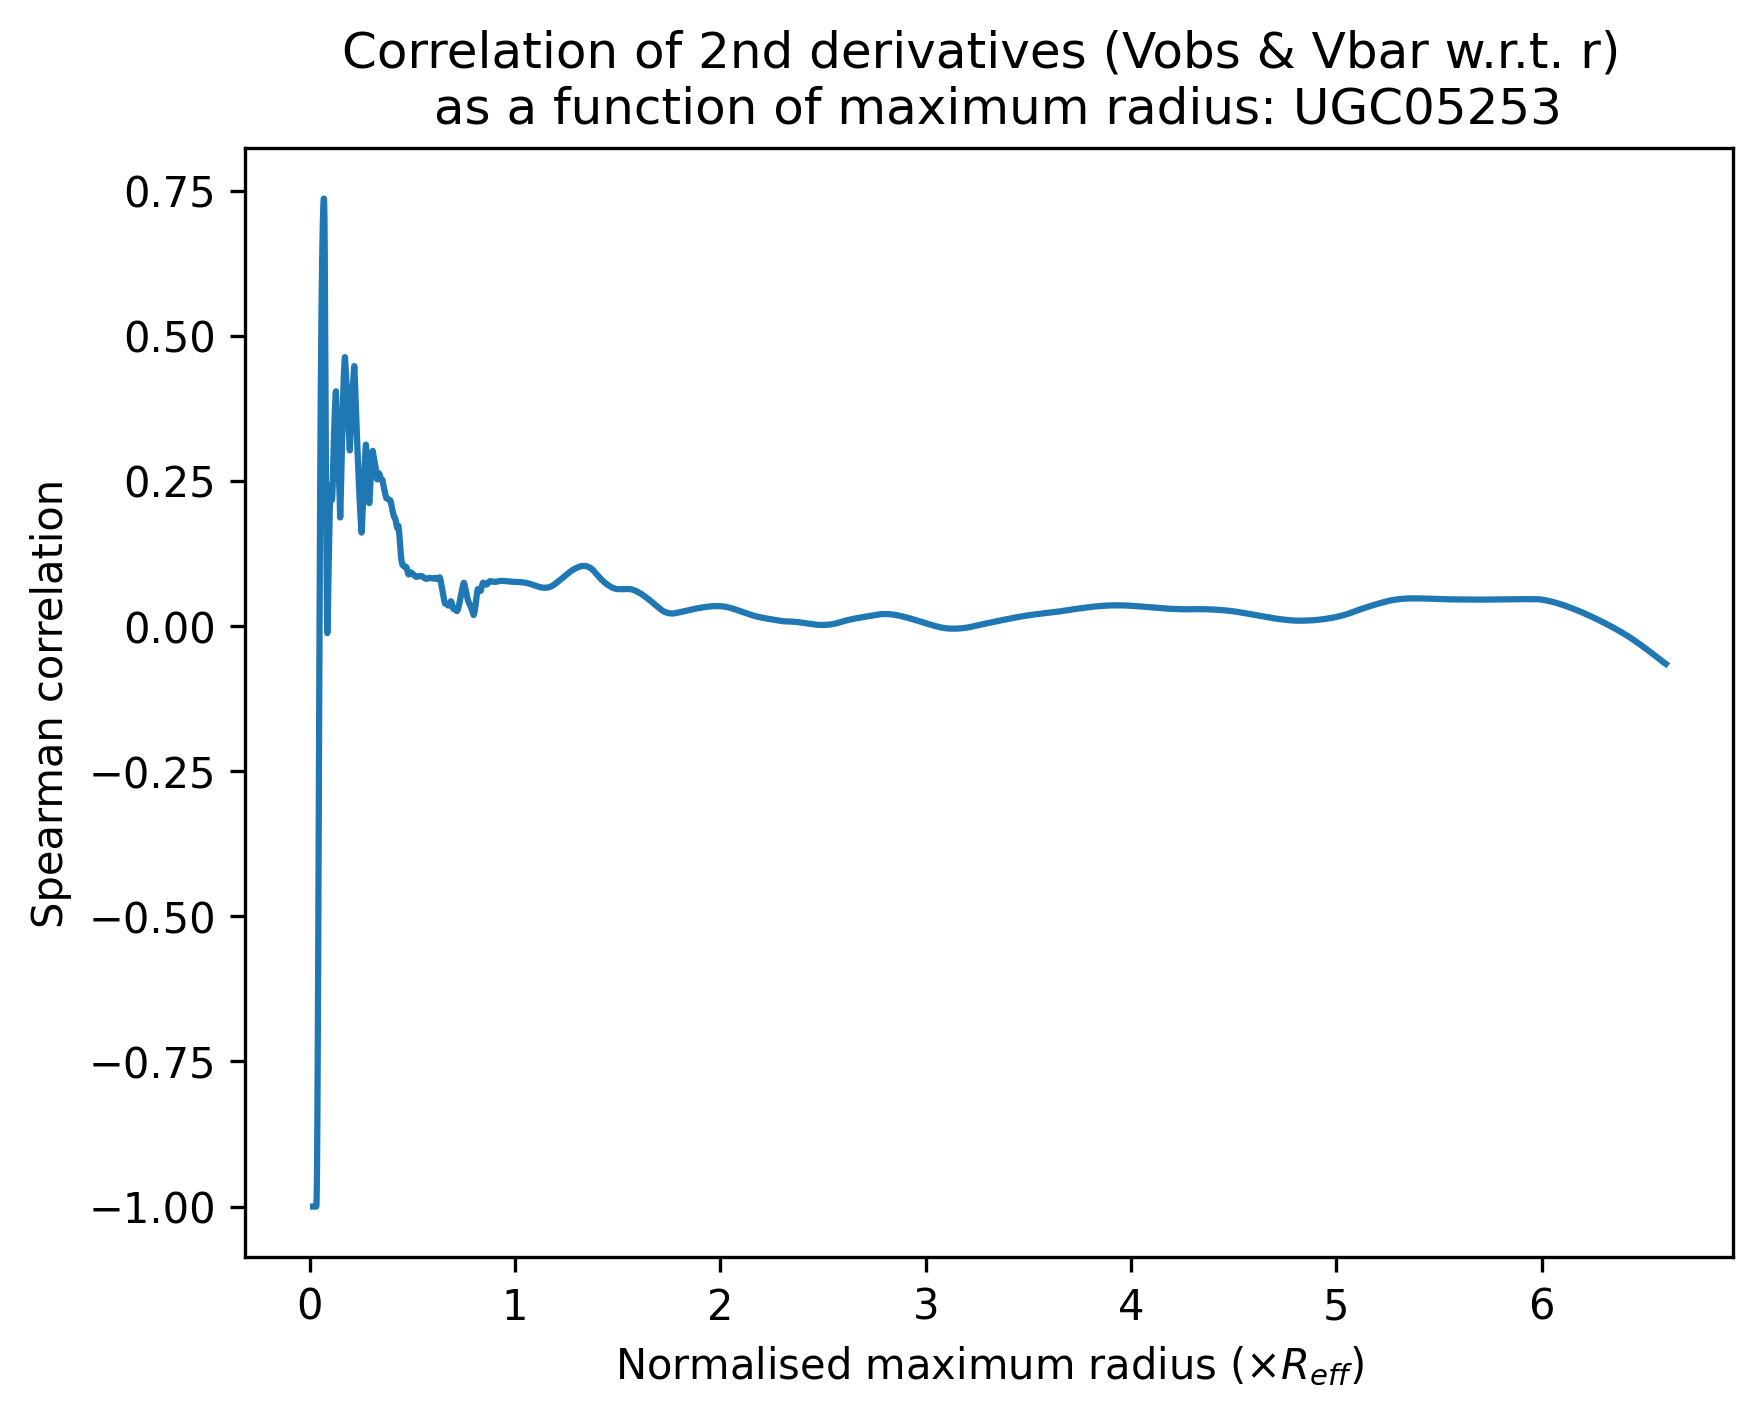 Correlation of 2nd derivatives (Vobs & Vbar w.r.t. r)
as a function of maximum radius: UGC05253
Spearman correlation
0.75
0.50
0.25
0.00
−0.25
−0.50
−0.75
−1.00
0 1 2 3 4 5 6
Normalised maximum radius (×R_eff)